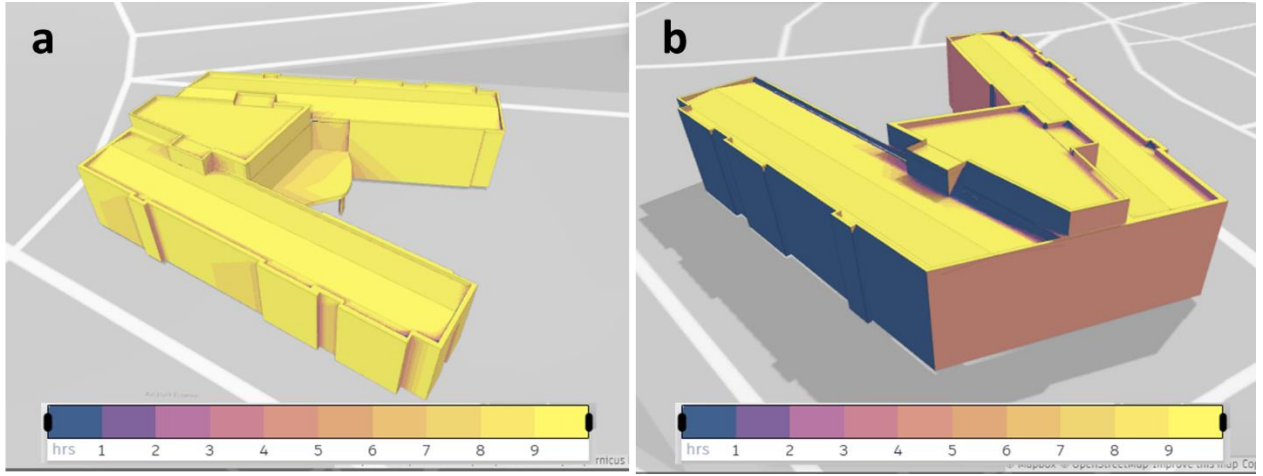 a
b
hrs 1 2 3 4 5 6 7 8 9
hrs 1 2 3 4 5 6 7 8 9
rnicus
© Mapbox © OpenStreetMap Improve this map Cop